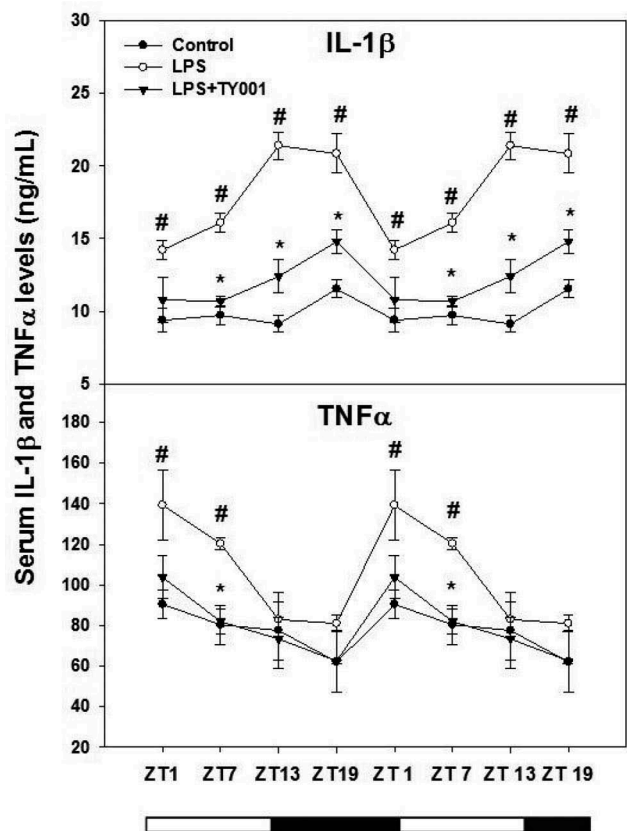 30
IL-1β
Control
LPS
LPS+TY001
25
# # # #
# #
# #
20
15
* *
* *
* *
10
5
Serum IL-1β and TNFα levels (ng/mL)
TNFα
180
# #
160
140
# #
120
100
* *
80
60
40
20
ZT1 ZT7 ZT13 ZT19 ZT 1 ZT 7 ZT 13 ZT 19